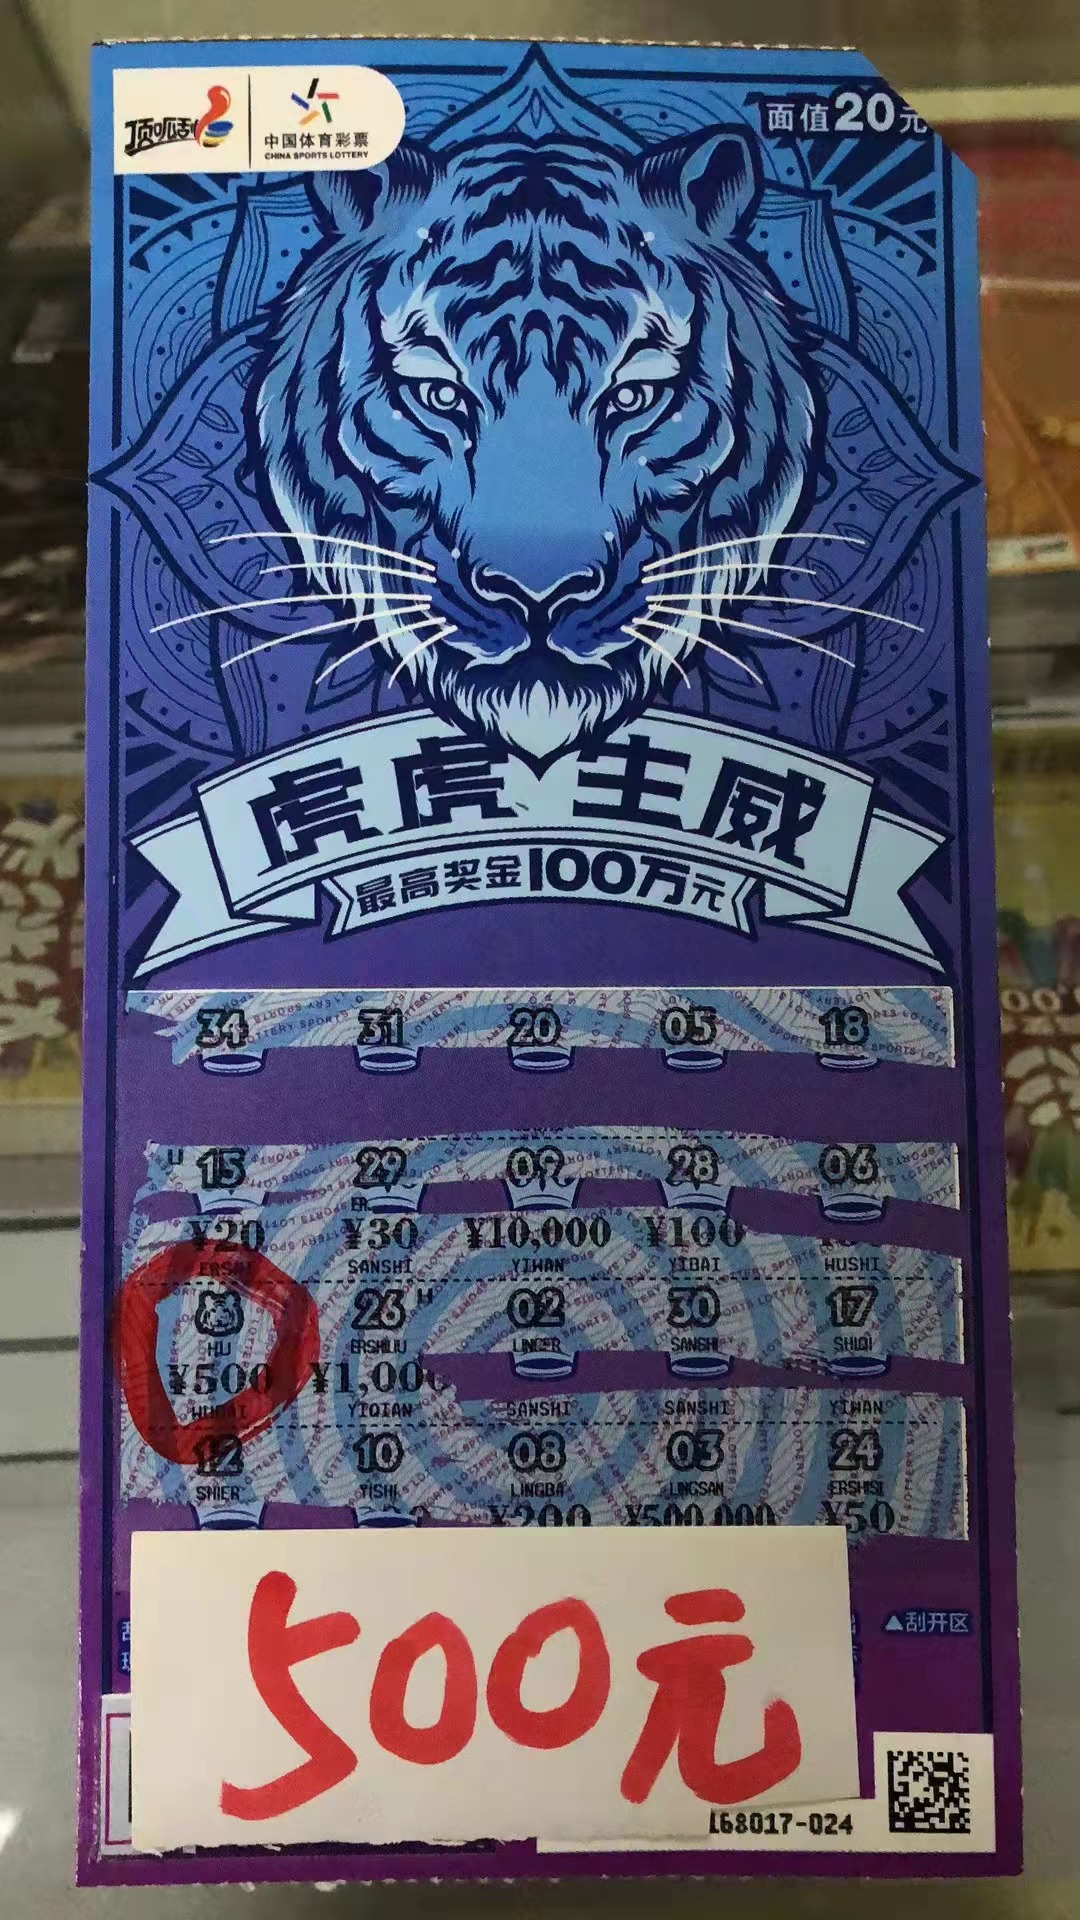 顶呱刮 中国体育彩票
CHINA SPORTS LOTTERY
面值20元
虎虎生威
最高奖金100万元
34 31 20 05 18
15 29 09 28 06
¥20 ¥30 ¥10,000 ¥100
SANSHI YIWAN YIBAI WUSHI
26 02 30 17
HU ERSHILIU LINGER SANSHI SHIQI
¥500 ¥1,000
WUBAI YIQIAN SANSHI SANSHI YIWAN
12 10 08 03 24
SHIER YISHI LINGBA LINGSAN ERSHISI
¥200 ¥500,000 ¥50
▲刮开区
500元
168017-024